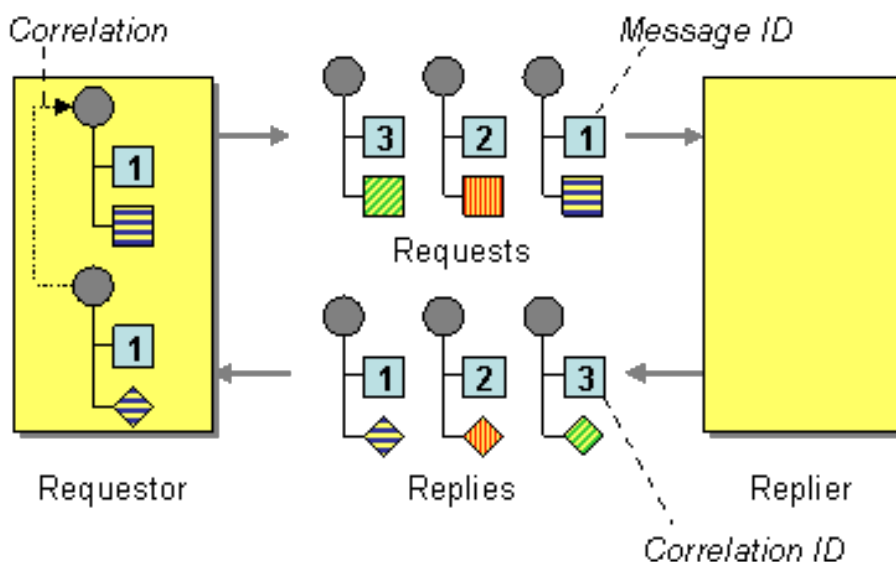 Correlation
Message ID
1
3 2 1
Requests
1
1 2 3
Requestor
Replies
Replier
Correlation ID